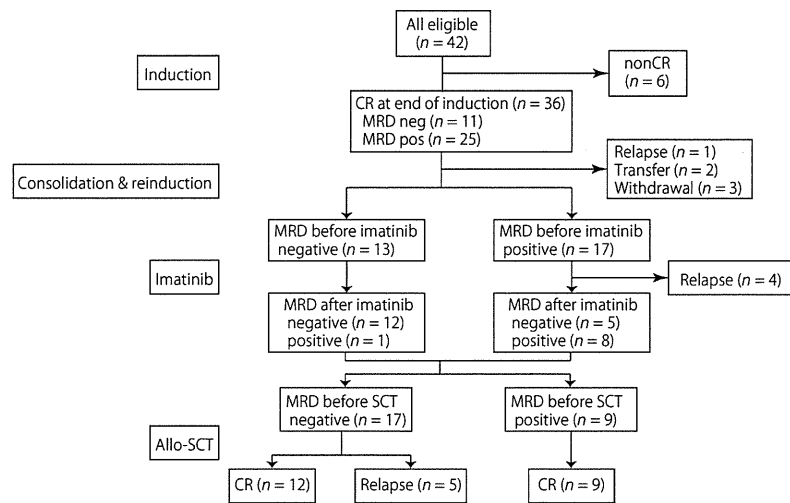 All eligible
(n = 42)
Induction
nonCR
(n = 6)
CR at end of induction (n = 36)
MRD neg (n = 11)
MRD pos (n = 25)
Relapse (n = 1)
Transfer (n = 2)
Withdrawal (n = 3)
Consolidation & reinduction
MRD before imatinib
negative (n = 13)
MRD before imatinib
positive (n = 17)
Imatinib
Relapse (n = 4)
MRD after imatinib
negative (n = 12)
positive (n = 1)
MRD after imatinib
negative (n = 5)
positive (n = 8)
MRD before SCT
negative (n = 17)
MRD before SCT
positive (n = 9)
Allo-SCT
CR (n = 12)
Relapse (n = 5)
CR (n = 9)